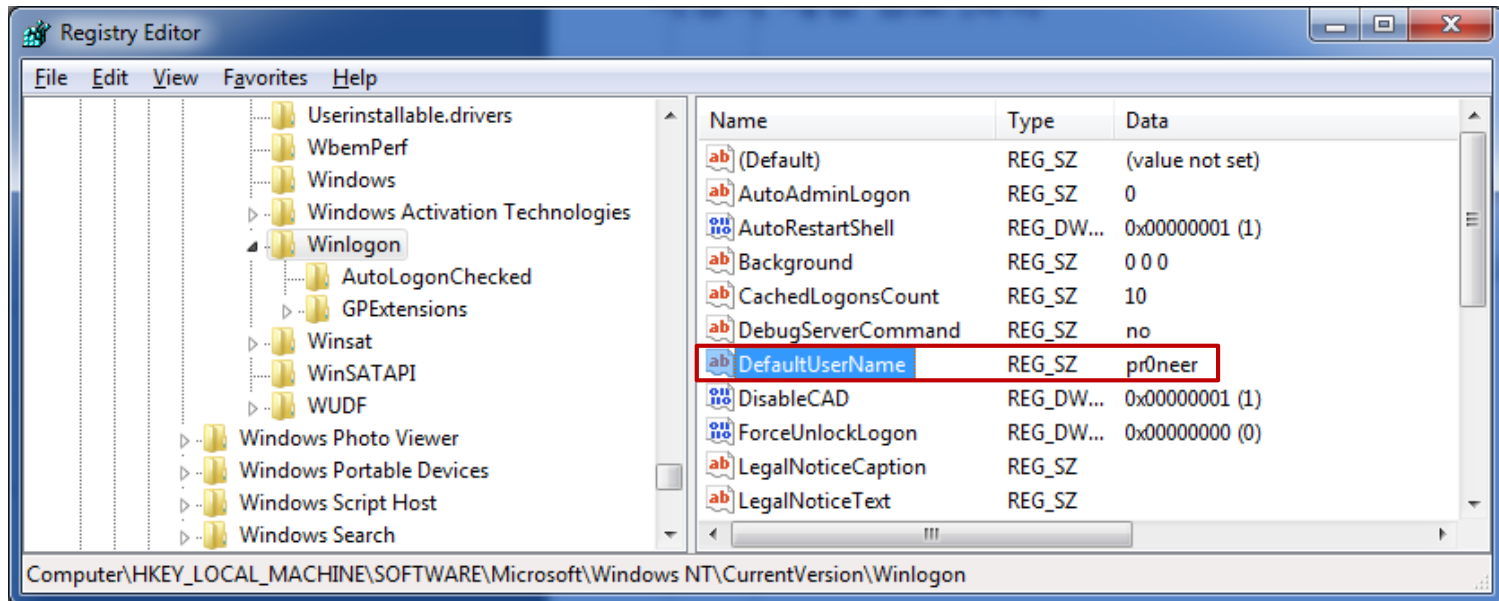 Registry Editor
File Edit View Favorites Help
Userinstallable.drivers
WbemPerf
Windows
Windows Activation Technologies
Winlogon
AutoLogonChecked
GPExtensions
Winsat
WinSATAPI
WUDF
Windows Photo Viewer
Windows Portable Devices
Windows Script Host
Windows Search
Name Type Data
(Default) REG_SZ (value not set)
AutoAdminLogon REG_SZ 0
AutoRestartShell REG_DW... 0x00000001 (1)
Background REG_SZ 0 0 0
CachedLogonsCount REG_SZ 10
DebugServerCommand REG_SZ no
DefaultUserName REG_SZ pr0neer
DisableCAD REG_DW... 0x00000001 (1)
ForceUnlockLogon REG_DW... 0x00000000 (0)
LegalNoticeCaption REG_SZ
LegalNoticeText REG_SZ
Computer\HKEY_LOCAL_MACHINE\SOFTWARE\Microsoft\Windows NT\CurrentVersion\Winlogon